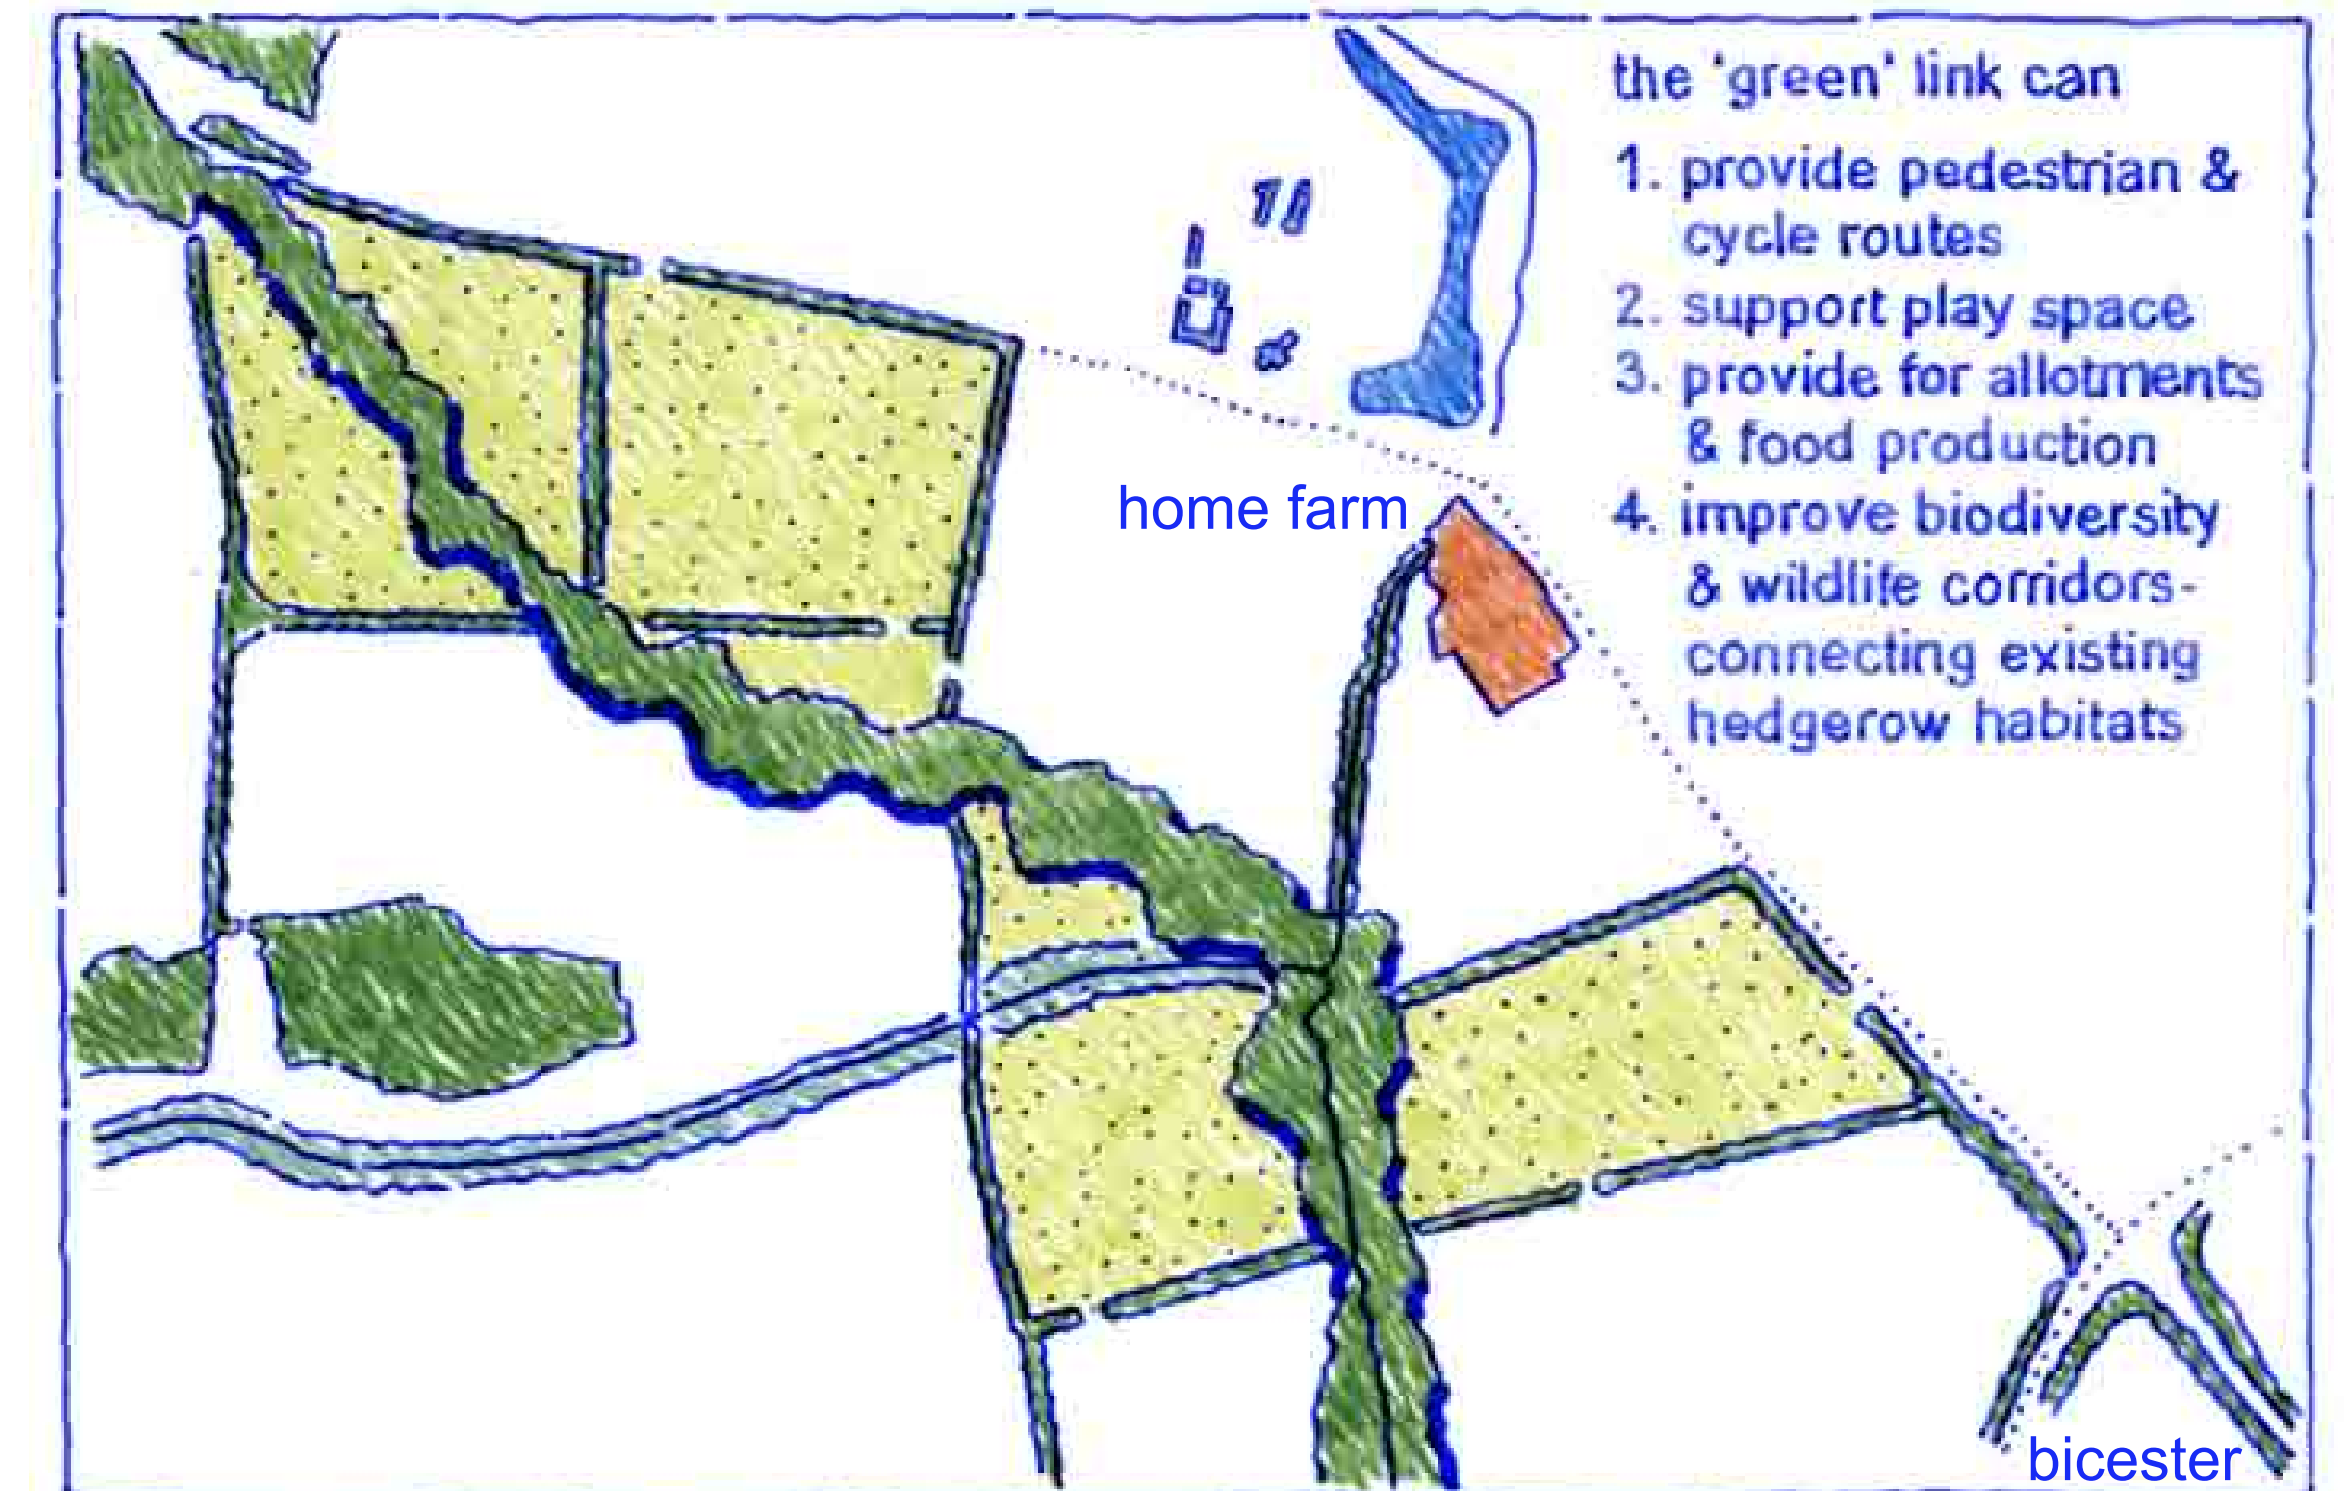 the 'green' link can
1. provide pedestrian &
cycle routes
2. support play space
3. provide for allotments
& food production
4. improve biodiversity
& wildlife corridors-
connecting existing
hedgerow habitats
home farm
bicester